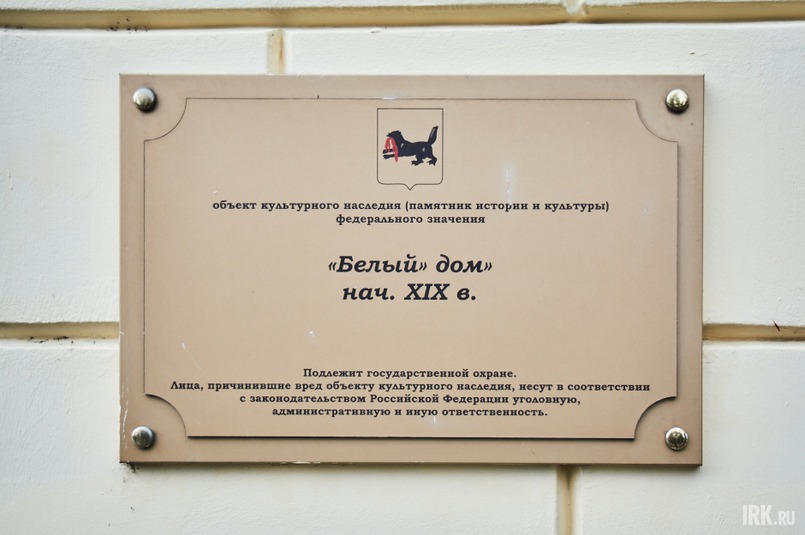 объект культурного наследия (памятник истории и культуры)
федерального значения
«Белый» дом»
нач. XIX в.
Подлежит государственной охране.
Лица, причинившие вред объекту культурного наследия, несут в соответствии
с законодательством Российской Федерации уголовную,
административную и иную ответственность.
IRK.RU